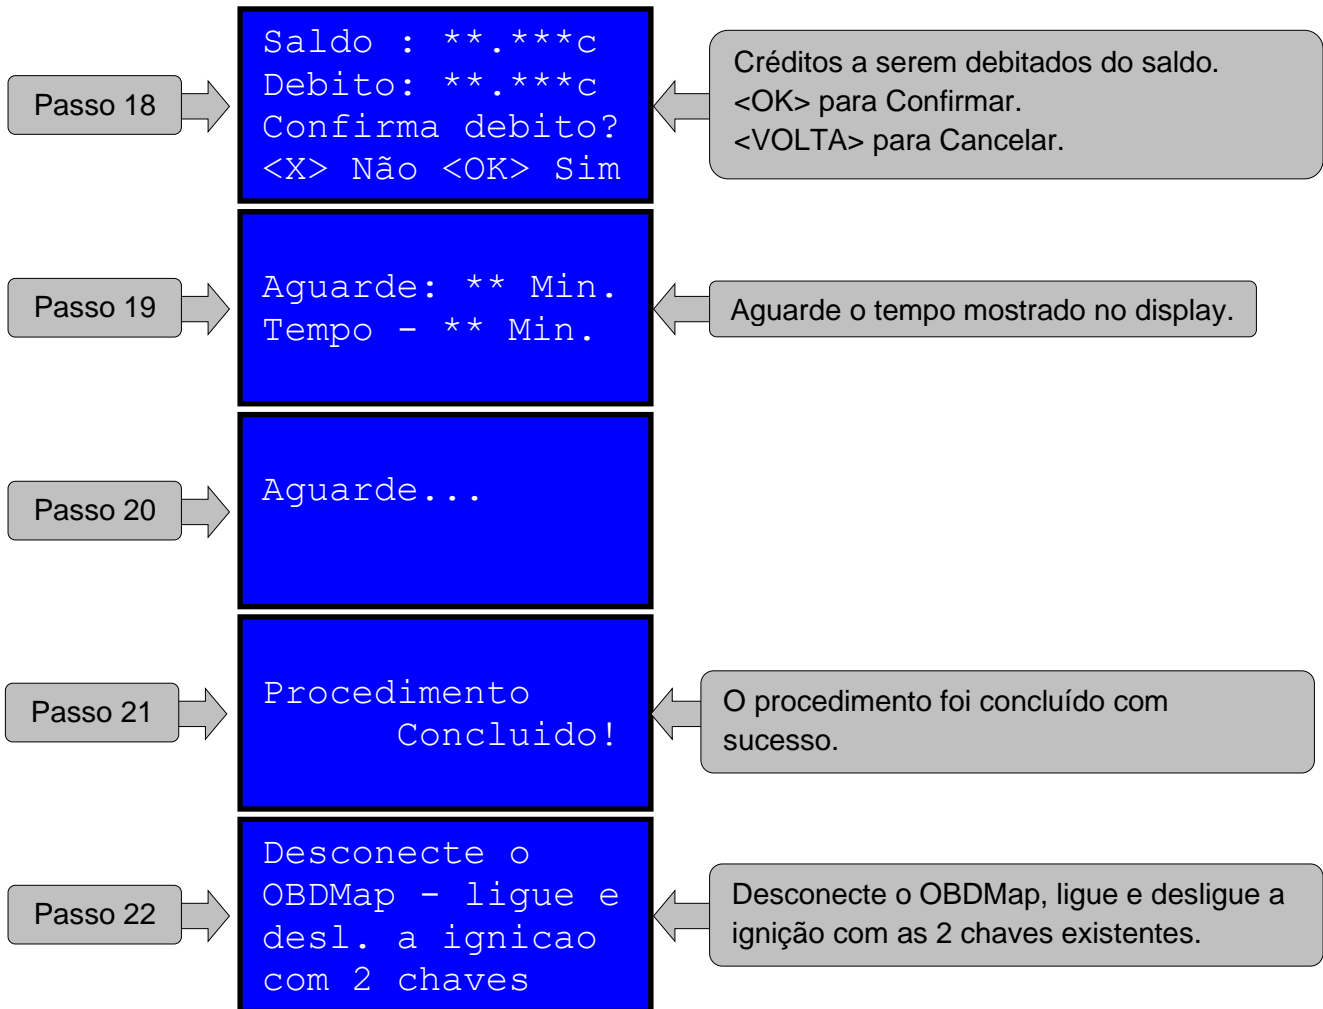 Passo 18
Saldo : **.***c
Debito: **.***c
Confirma debito?
<X> Não <OK> Sim
Créditos a serem debitados do saldo.
<OK> para Confirmar.
<VOLTA> para Cancelar.
Passo 19
Aguarde: ** Min.
Tempo - ** Min.
Aguarde o tempo mostrado no display.
Passo 20
Aguarde...
Passo 21
Procedimento
Concluido!
O procedimento foi concluído com
sucesso.
Passo 22
Desconecte o
OBDMap - ligue e
desl. a ignicao
com 2 chaves
Desconecte o OBDMap, ligue e desligue a
ignição com as 2 chaves existentes.